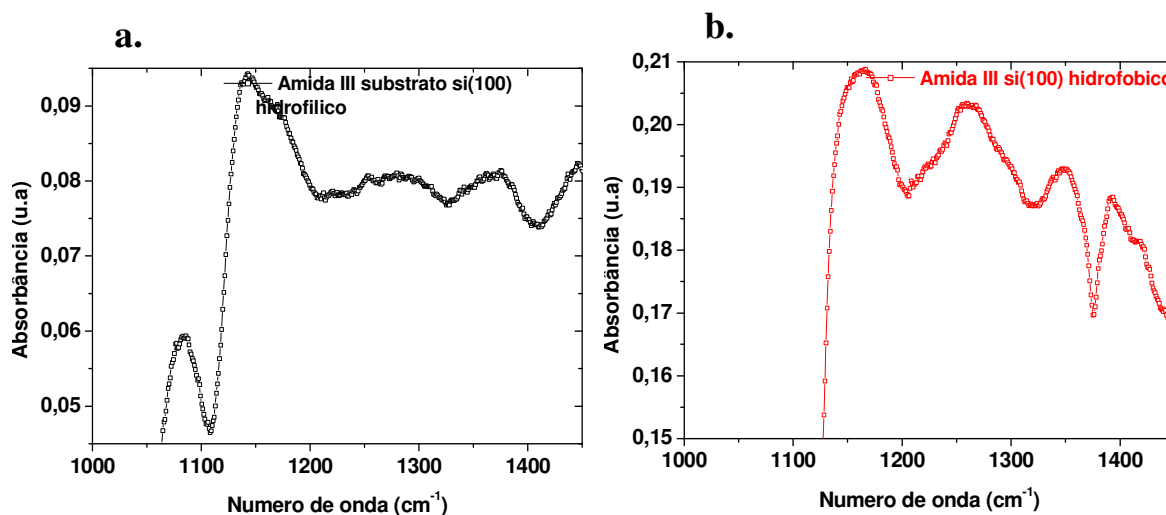 a.
Amida III substrato si(100)
hidrofilico
0,09
0,08
0,07
0,06
0,05
Absorbância (u.a)
1000 1100 1200 1300 1400
Numero de onda (cm-1)
b.
Amida III si(100) hidrofobico
0,21
0,20
0,19
0,18
0,17
0,16
0,15
Absorbância (u.a)
1000 1100 1200 1300 1400
Numero de onda (cm-1)